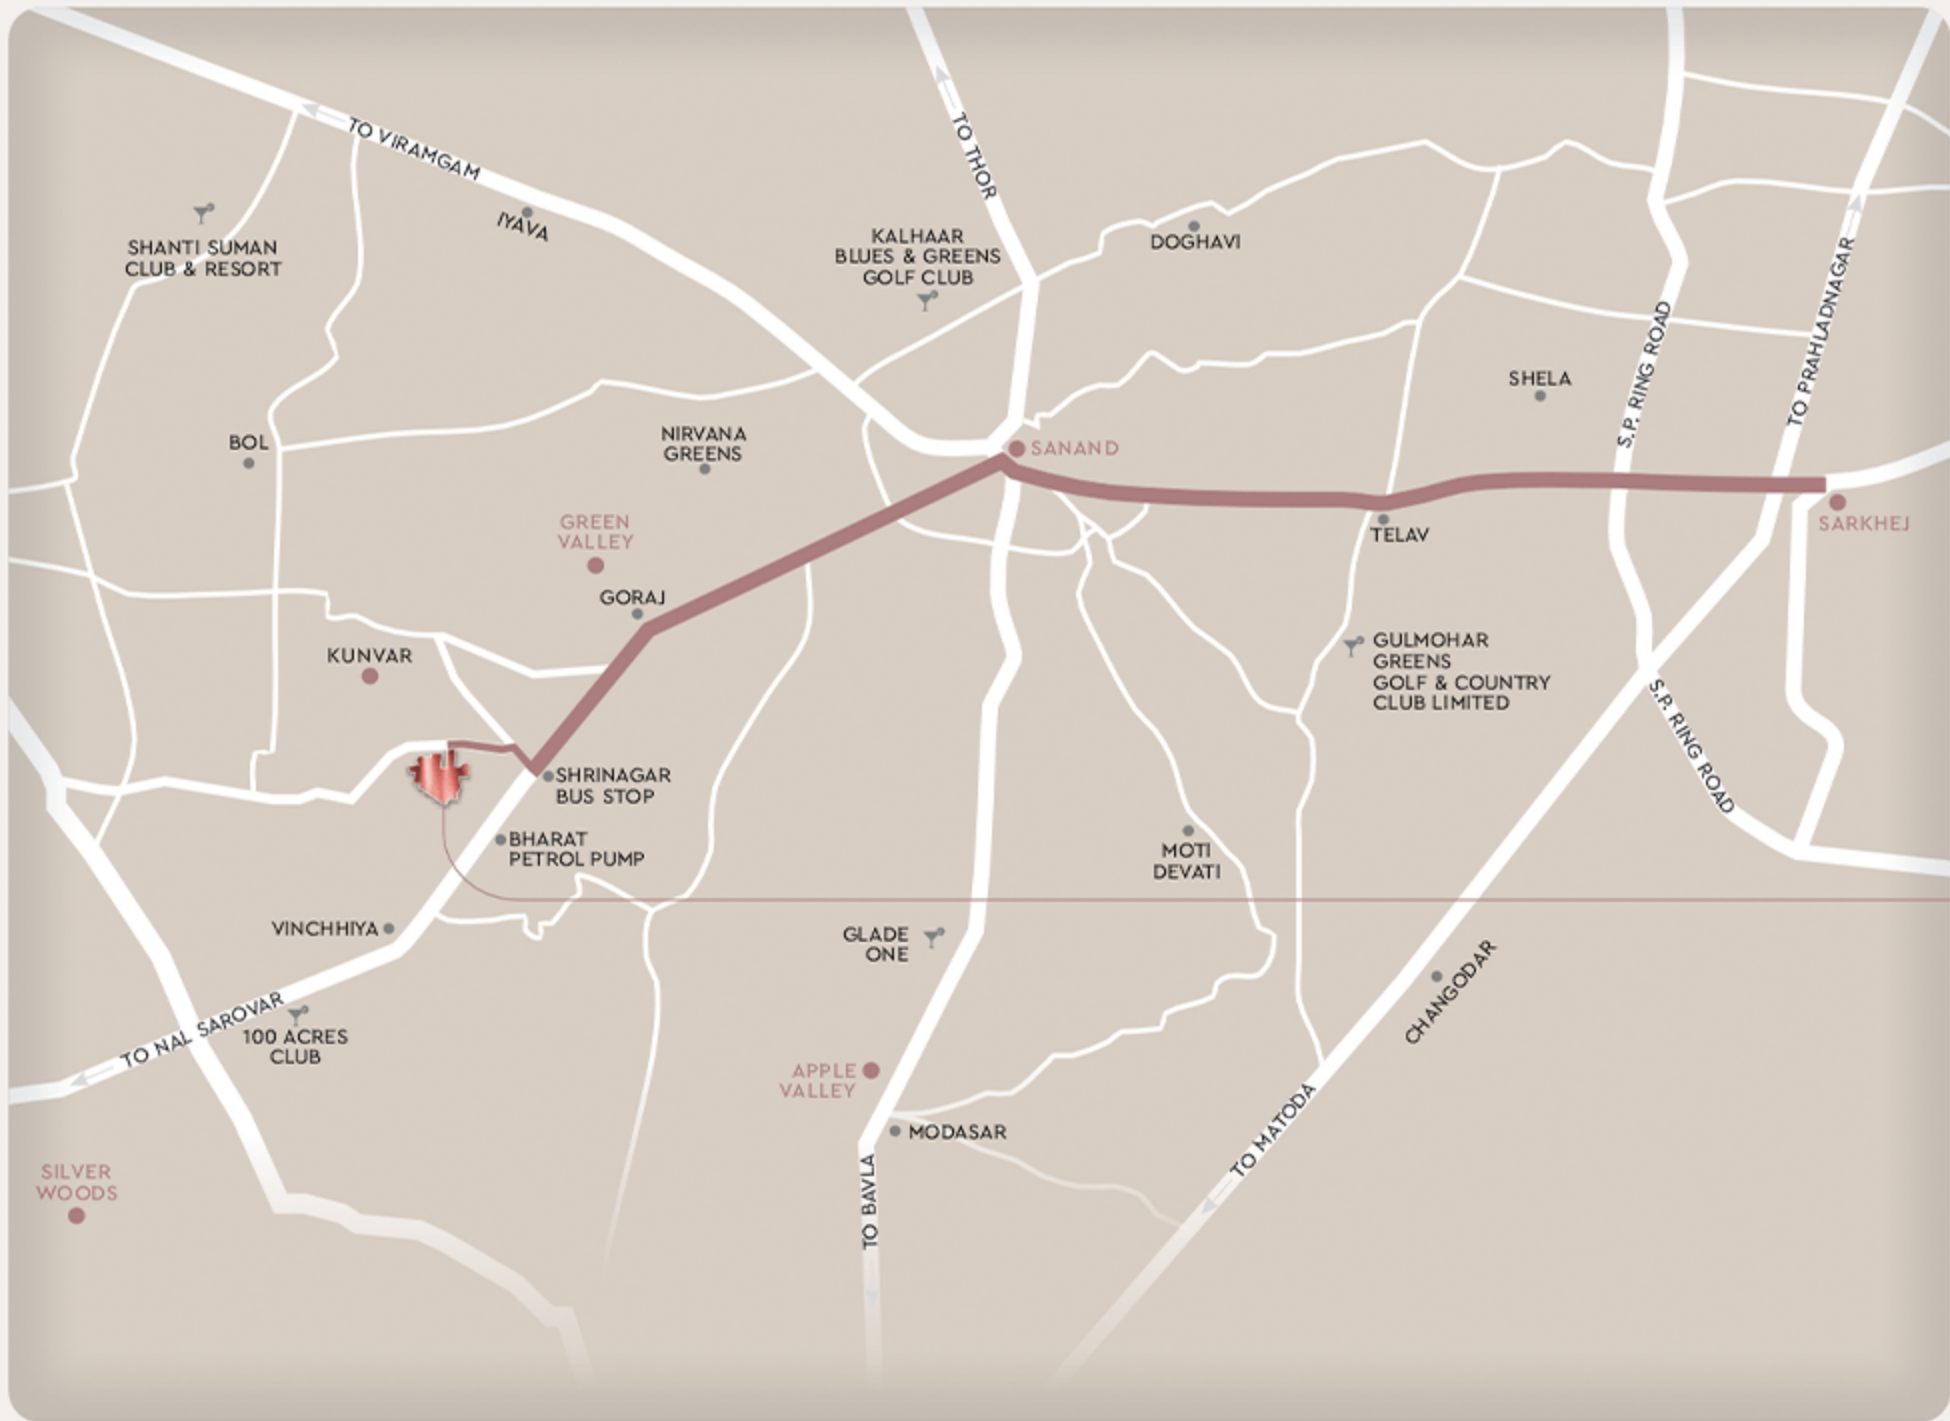 TO VIRAMGAM
TO THOR
SHANTI SUMAN
CLUB & RESORT
IYAVA
KALHAAR
BLUES & GREENS
GOLF CLUB
DOGHAVI
TO PRAHLADNAGAR
S.P. RING ROAD
SHELA
BOL
NIRVANA
GREENS
SANAND
GREEN
VALLEY
TELAV
SARKHEJ
GORAJ
KUNVAR
GULMOHAR
GREENS
GOLF & COUNTRY
CLUB LIMITED
S.P. RING ROAD
SHRINAGAR
BUS STOP
BHARAT
PETROL PUMP
MOTI
DEVATI
VINCHHIYA
GLADE
ONE
CHANGODAR
TO NAL SAROVAR
100 ACRES
CLUB
APPLE
VALLEY
MODASAR
TO MATODA
SILVER
WOODS
TO BAVLA